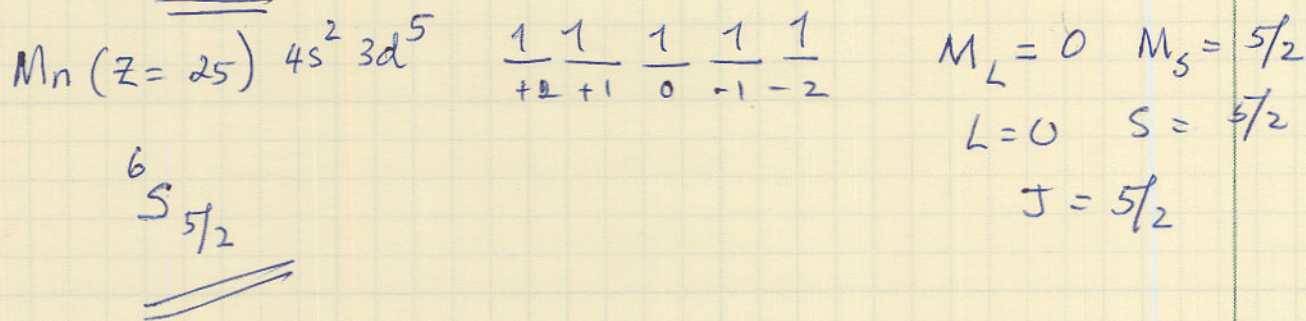 Mn (Z = 25) 4s² 3d⁵ 1 1 1 1 1 M_L = 0 M_S = 5/2
+2 +1 0 -1 -2
L = 0 S = 5/2
⁶S₅/₂ J = 5/2